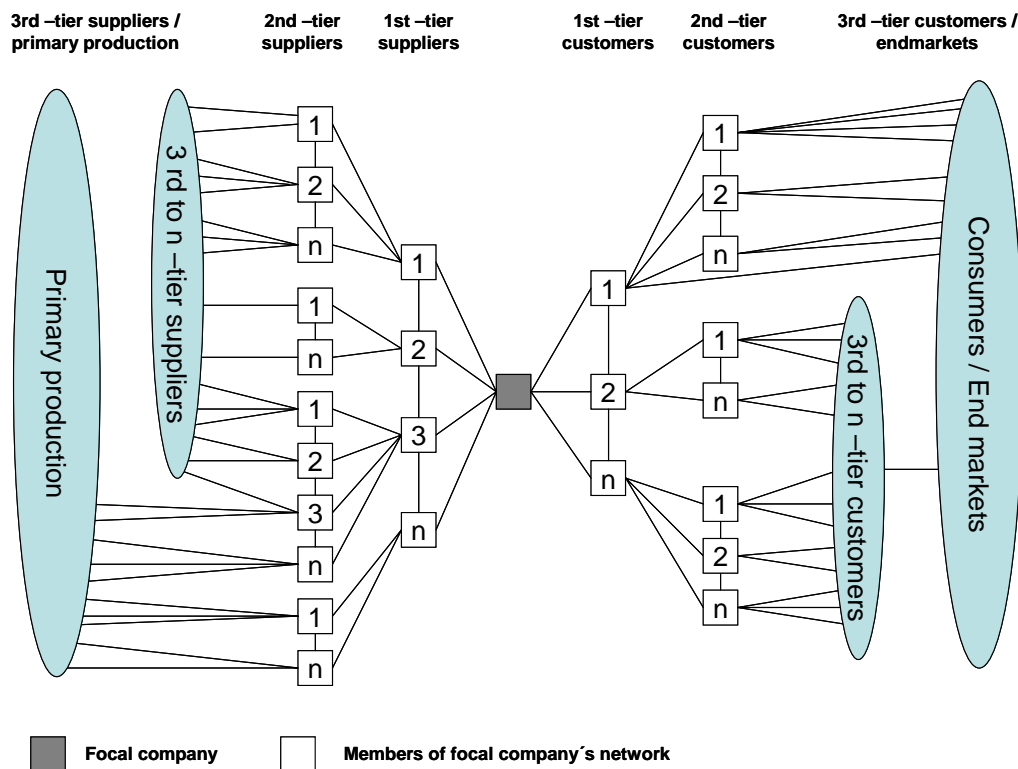 3rd –tier suppliers /
primary production
2nd –tier
suppliers
1st –tier
suppliers
1st –tier
customers
2nd –tier
customers
3rd –tier customers /
endmarkets
Primary production
3 rd to n –tier suppliers
1
2
n
1
n
1
2
3
n
1
n
1
2
3
n
1
2
n
1
2
n
1
n
1
2
n
3rd to n –tier customers
Consumers / End markets
Focal company
Members of focal company´s network